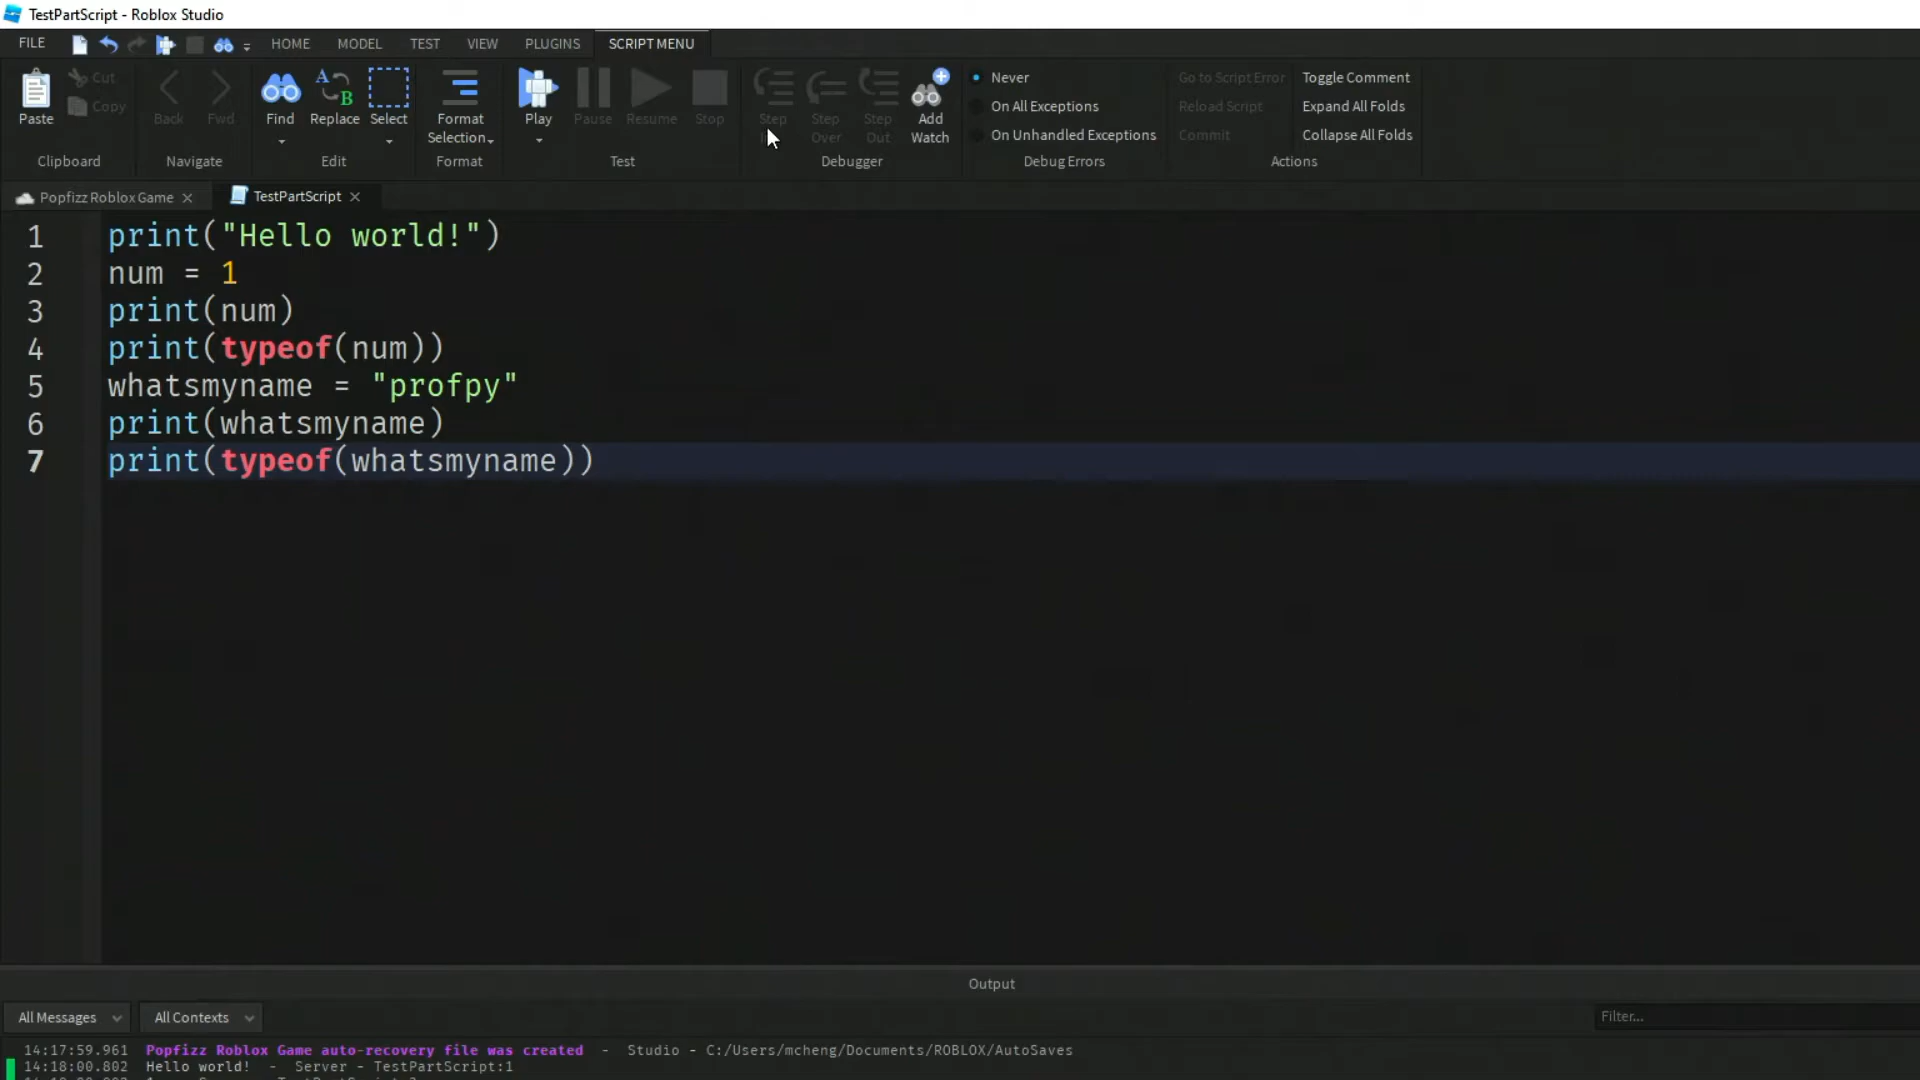 TestPartScript - Roblox Studio
FILE HOME MODEL TEST VIEW PLUGINS SCRIPT MENU
Paste
Cut
Copy
Clipboard
Back
Fwd
Navigate
Find
A B
Replace
Select
Edit
Format
Selection
Format
Play
Pause
Resume
Stop
Test
Step
Step
Over
Step
Out
Add
Watch
Debugger
Never
On All Exceptions
On Unhandled Exceptions
Debug Errors
Go to Script Error
Reload Script
Commit
Toggle Comment
Expand All Folds
Collapse All Folds
Actions
Popfizz Roblox Game
TestPartScript
1 print("Hello world!")
2 num = 1
3 print(num)
4 print(typeof(num))
5 whatsmyname = "profpy"
6 print(whatsmyname)
7 print(typeof(whatsmyname))
Output
All Messages
All Contexts
Filter...
14:17:59.961 Popfizz Roblox Game auto-recovery file was created - Studio - C:/Users/mcheng/Documents/ROBLOX/AutoSaves
14:18:00.802 Hello world! - Server - TestPartScript:1